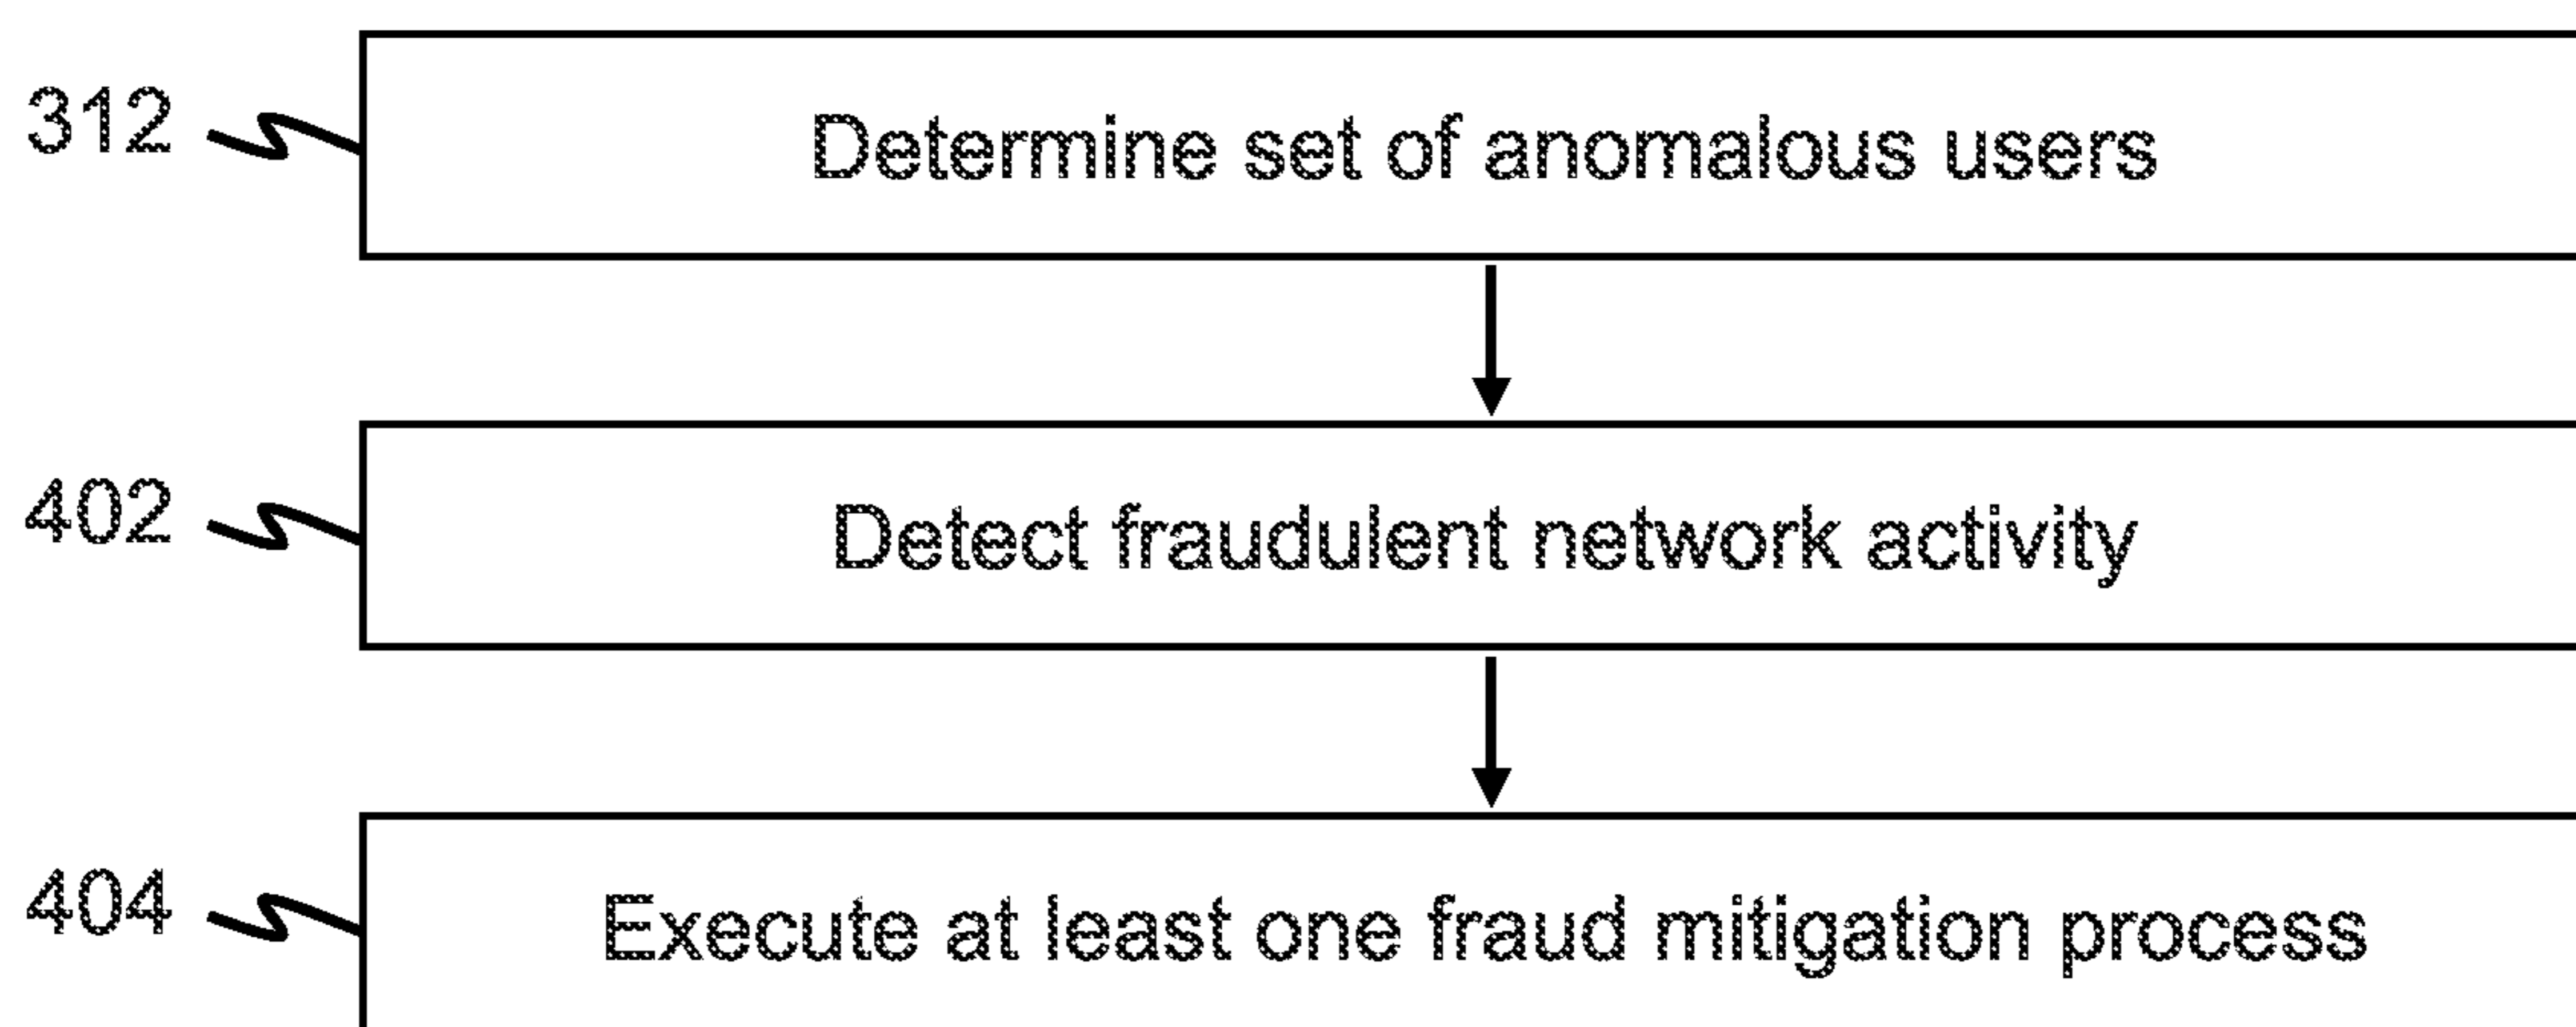 312
Determine set of anomalous users
402
Detect fraudulent network activity
404
Execute at least one fraud mitigation process